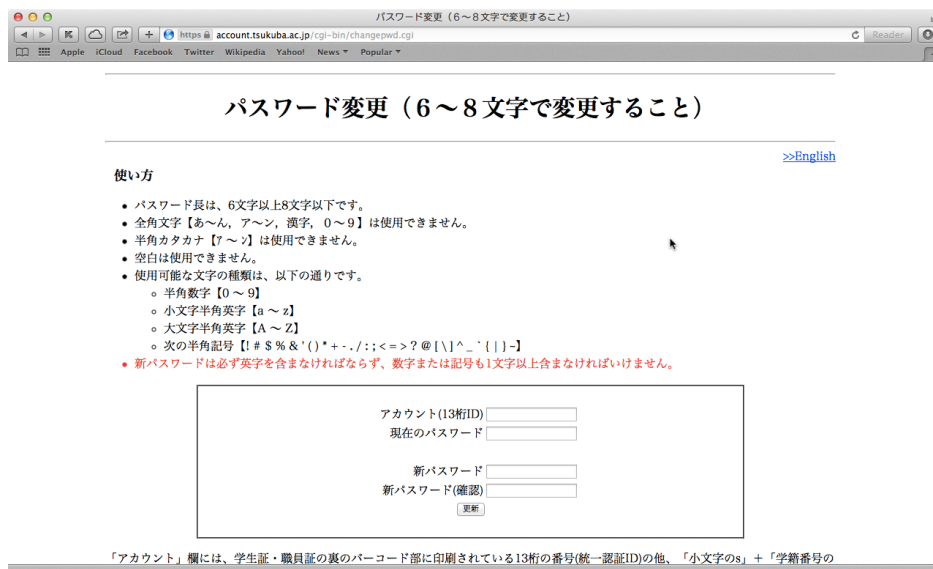 パスワード変更（６～８文字で変更すること）
https account.tsukuba.ac.jp/cgi-bin/changepwd.cgi
Reader
Apple iCloud Facebook Twitter Wikipedia Yahoo! News Popular
パスワード変更（６～８文字で変更すること）
>>English
使い方
パスワード長は、6文字以上8文字以下です。
全角文字【あ～ん，ア～ン，漢字，０～９】は使用できません。
半角カタカナ【ｱ ～ ﾝ】は使用できません。
空白は使用できません。
使用可能な文字の種類は、以下の通りです。
半角数字【0 ～ 9】
小文字半角英字【a ～ z】
大文字半角英字【A ～ Z】
次の半角記号【! # $ % & ' ( ) * + - . / : ; < = > ? @ [ \ ] ^ _ ` { | } ~】
新パスワードは必ず英字を含まなければならず、数字または記号も1文字以上含まなければいけません。
アカウント(13桁ID)
現在のパスワード
新パスワード
新パスワード(確認)
更新
「アカウント」欄には、学生証・職員証の裏のバーコード部に印刷されている13桁の番号(統一認証ID)の他、「小文字のs」＋「学籍番号の